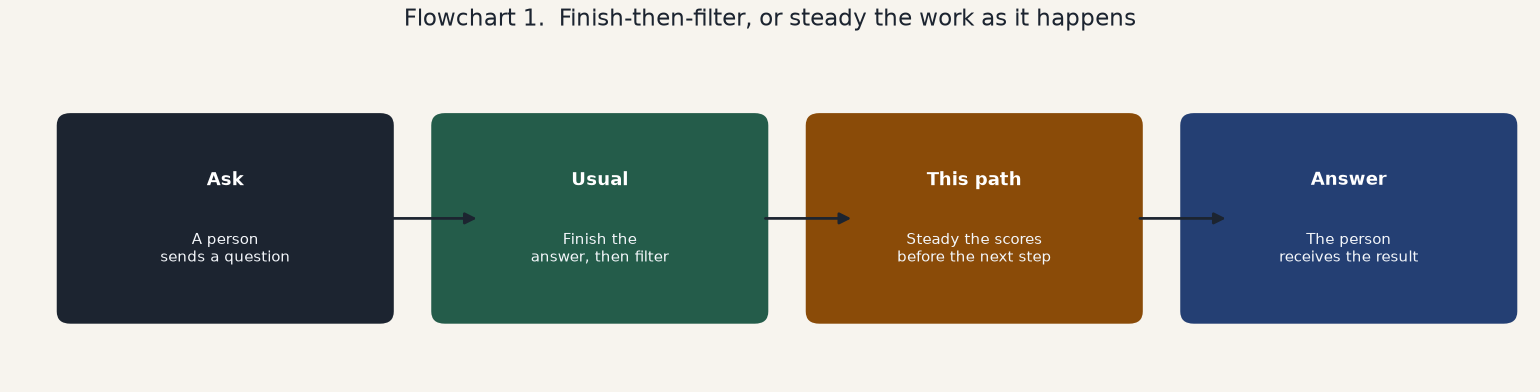 Flowchart 1.  Finish-then-filter, or steady the work as it happens
Ask
A person
sends a question
Usual
Finish the
answer, then filter
This path
Steady the scores
before the next step
Answer
The person
receives the result